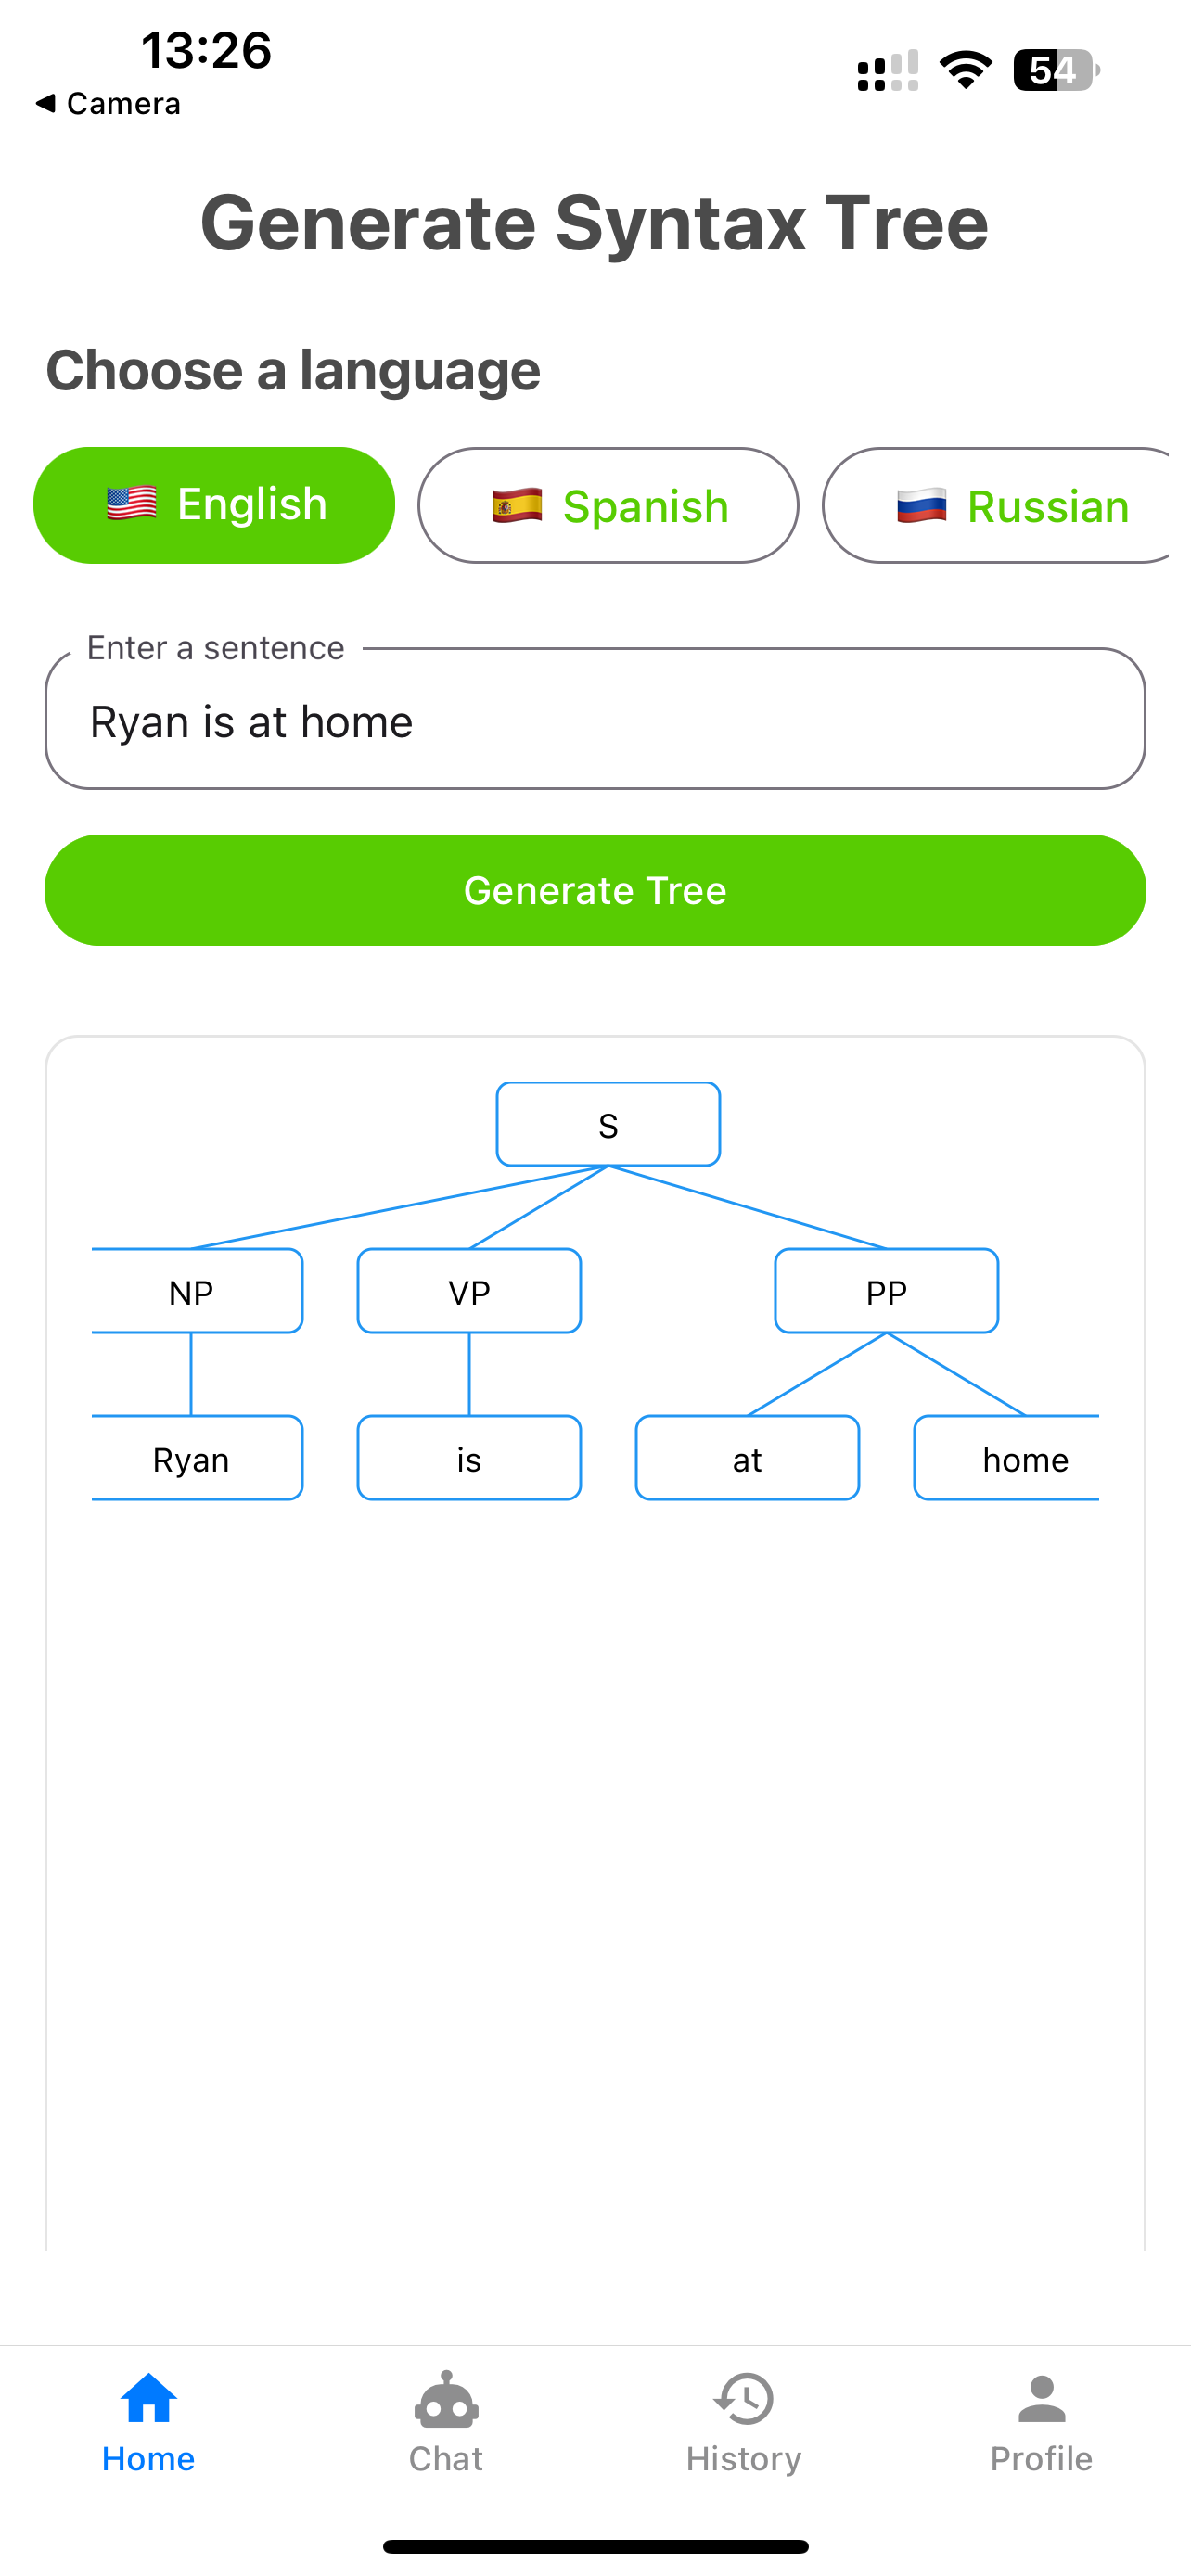 13:26
54
◀ Camera
Generate Syntax Tree
Choose a language
English Spanish Russian
Enter a sentence
Ryan is at home
Generate Tree
S
NP VP PP
Ryan is at home
Home Chat History Profile